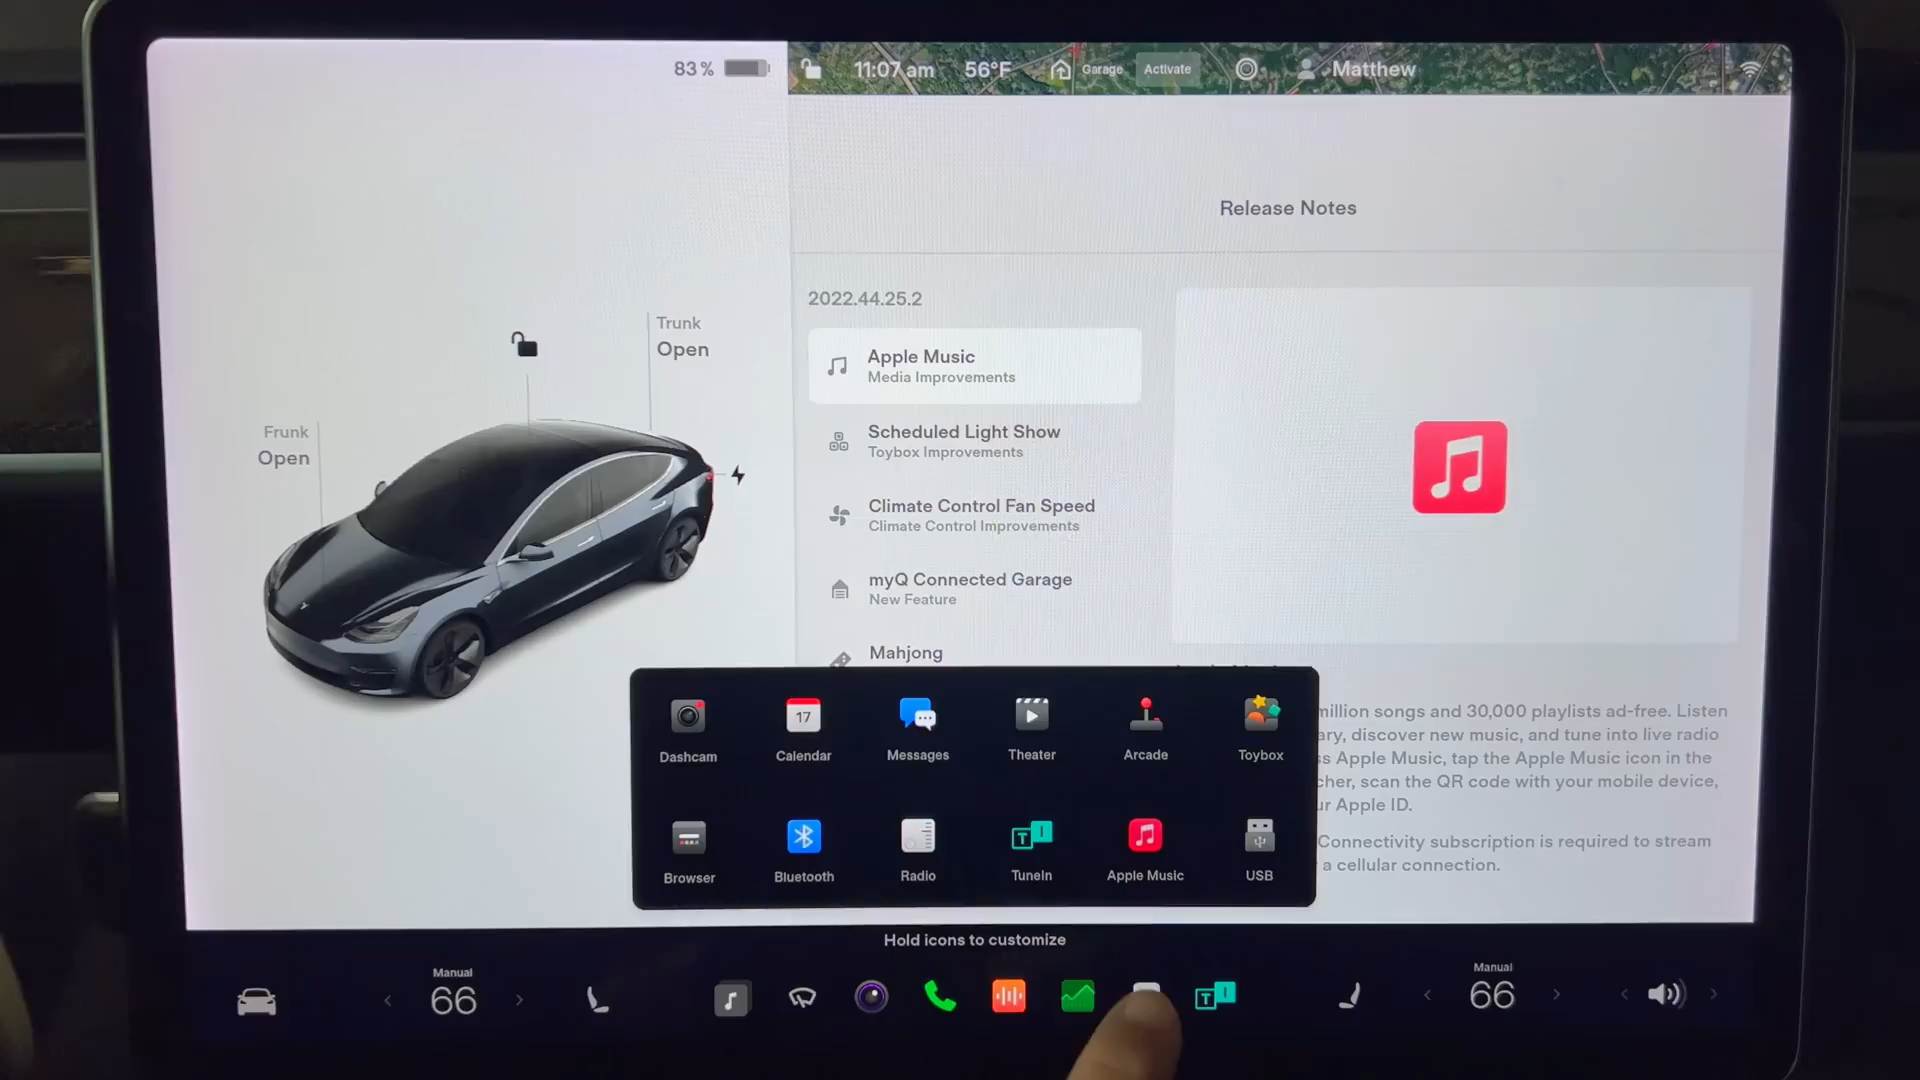 83 %
11:07 am
56°F
Garage
Activate
Matthew
Release Notes
2022.44.25.2
Apple Music
Media Improvements
Scheduled Light Show
Toybox Improvements
Climate Control Fan Speed
Climate Control Improvements
myQ Connected Garage
New Feature
Mahjong
Trunk
Open
Frunk
Open
million songs and 30,000 playlists ad-free. Listen
discover new music, and tune into live radio
Apple Music, tap the Apple Music icon in the
scan the QR code with your mobile device,
Apple ID.
Connectivity subscription is required to stream
a cellular connection.
17
Dashcam
Calendar
Messages
Theater
Arcade
Toybox
T I
Browser
Bluetooth
Radio
TuneIn
Apple Music
USB
Hold icons to customize
Manual
66
T I
Manual
66